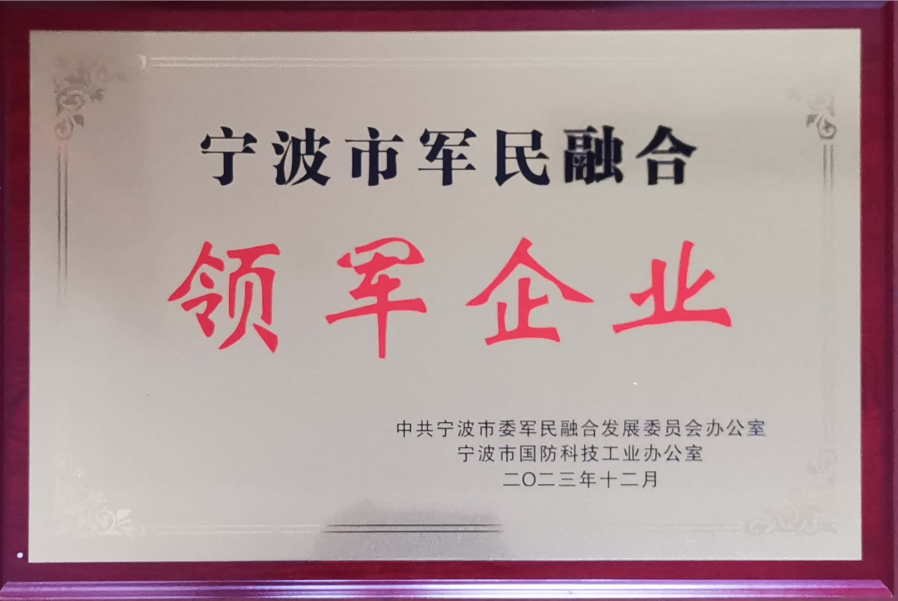 宁波市军民融合
领军企业
中共宁波市委军民融合发展委员会办公室
宁波市国防科技工业办公室
二〇二三年十二月